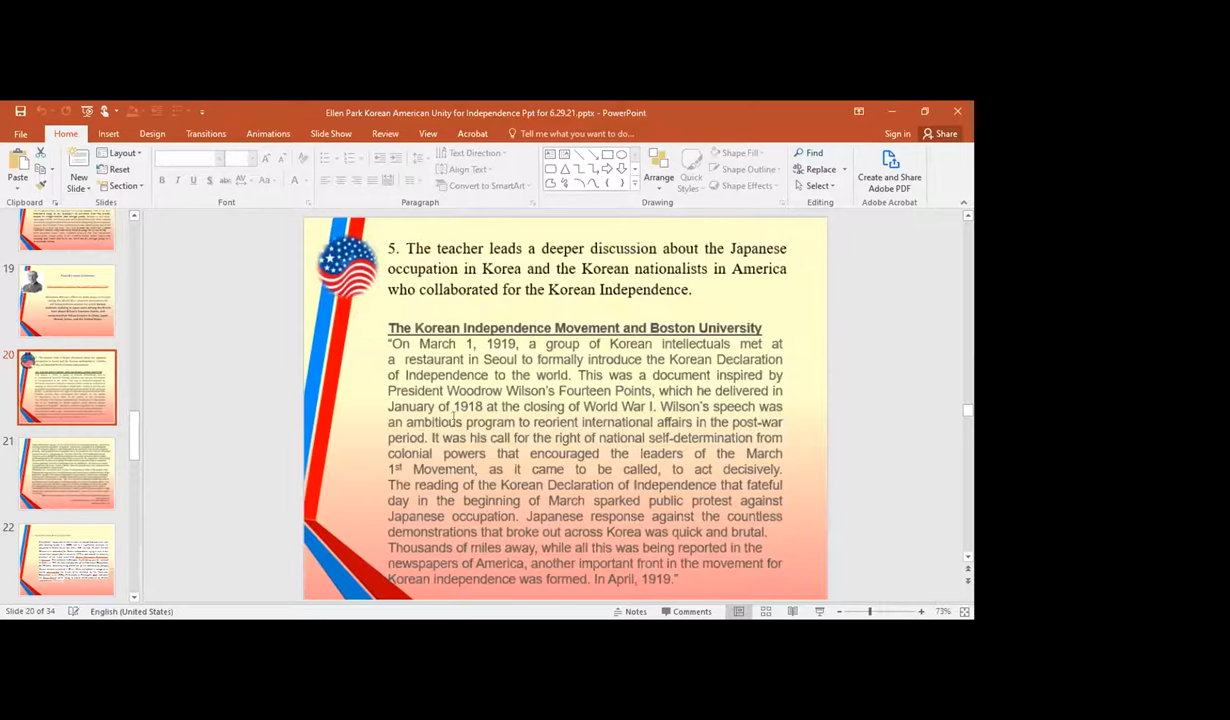 Ellen Park Korean American Unity for Independence Ppt for 6.29.21.pptx - PowerPoint
File Home Insert Design Transitions Animations Slide Show Review View Acrobat Tell me what you want to do... Sign in Share
Paste
New Slide
Layout
Reset
Section
Text Direction
Align Text
Convert to SmartArt
Arrange
Quick Styles
Shape Fill
Shape Outline
Shape Effects
Find
Replace
Select
Create and Share Adobe PDF
Clipboard Slides Font Paragraph Drawing Editing Adobe Acrobat
19
20
21
22
5. The teacher leads a deeper discussion about the Japanese
occupation in Korea and the Korean nationalists in America
who collaborated for the Korean Independence.
The Korean Independence Movement and Boston University
“On March 1, 1919, a group of Korean intellectuals met at
a restaurant in Seoul to formally introduce the Korean Declaration
of Independence to the world. This was a document inspired by
President Woodrow Wilson’s Fourteen Points, which he delivered in
January of 1918 at the closing of World War I. Wilson’s speech was
an ambitious program to reorient international affairs in the post-war
period. It was his call for the right of national self-determination from
colonial powers that encouraged the leaders of the March
1st Movement, as it came to be called, to act decisively.
The reading of the Korean Declaration of Independence that fateful
day in the beginning of March sparked public protest against
Japanese occupation. Japanese response against the countless
demonstrations that broke out across Korea was quick and brutal.
Thousands of miles away, while all this was being reported in the
newspapers of America, another important front in the movement for
Korean independence was formed. In April, 1919.”
Slide 20 of 34 English (United States) Notes Comments 73%